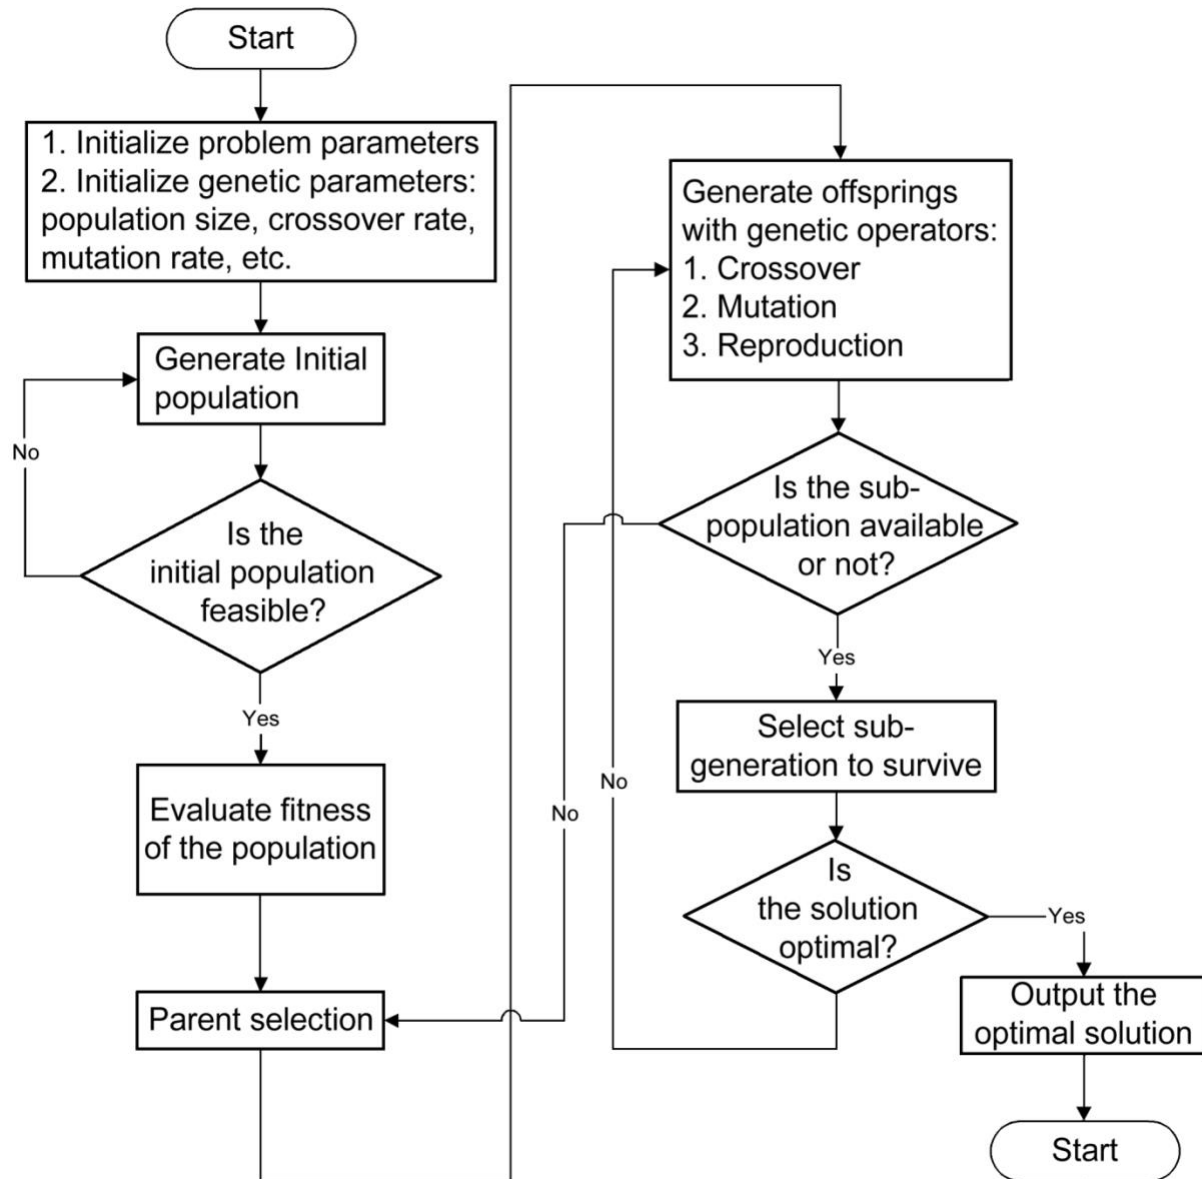 Start
1. Initialize problem parameters
2. Initialize genetic parameters:
population size, crossover rate,
mutation rate, etc.
Generate Initial
population
No
Is the
initial population
feasible?
Yes
Evaluate fitness
of the population
Parent selection
Generate offsprings
with genetic operators:
1. Crossover
2. Mutation
3. Reproduction
Is the sub-
population available
or not?
No
Yes
Select sub-
generation to survive
No
Is
the solution
optimal?
Yes
Output the
optimal solution
Start